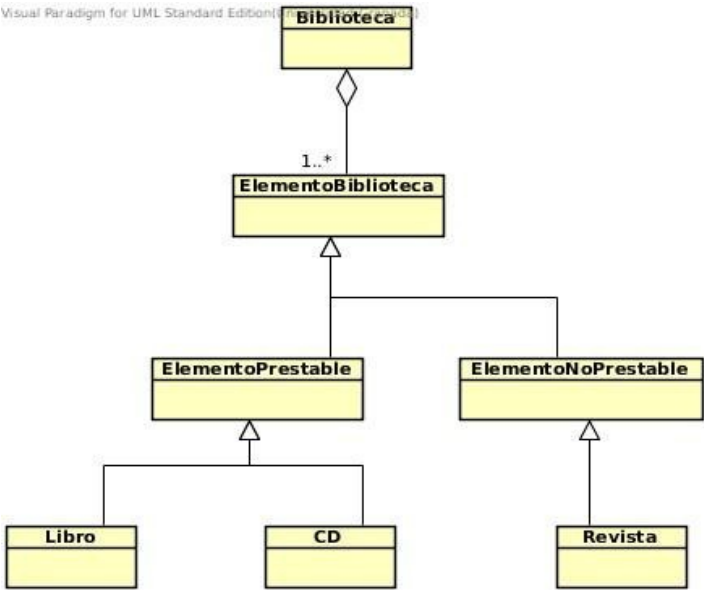 Visual Paradigm for UML Standard Edition(
Biblioteca
1..*
ElementoBiblioteca
ElementoPrestable
ElementoNoPrestable
Libro
CD
Revista